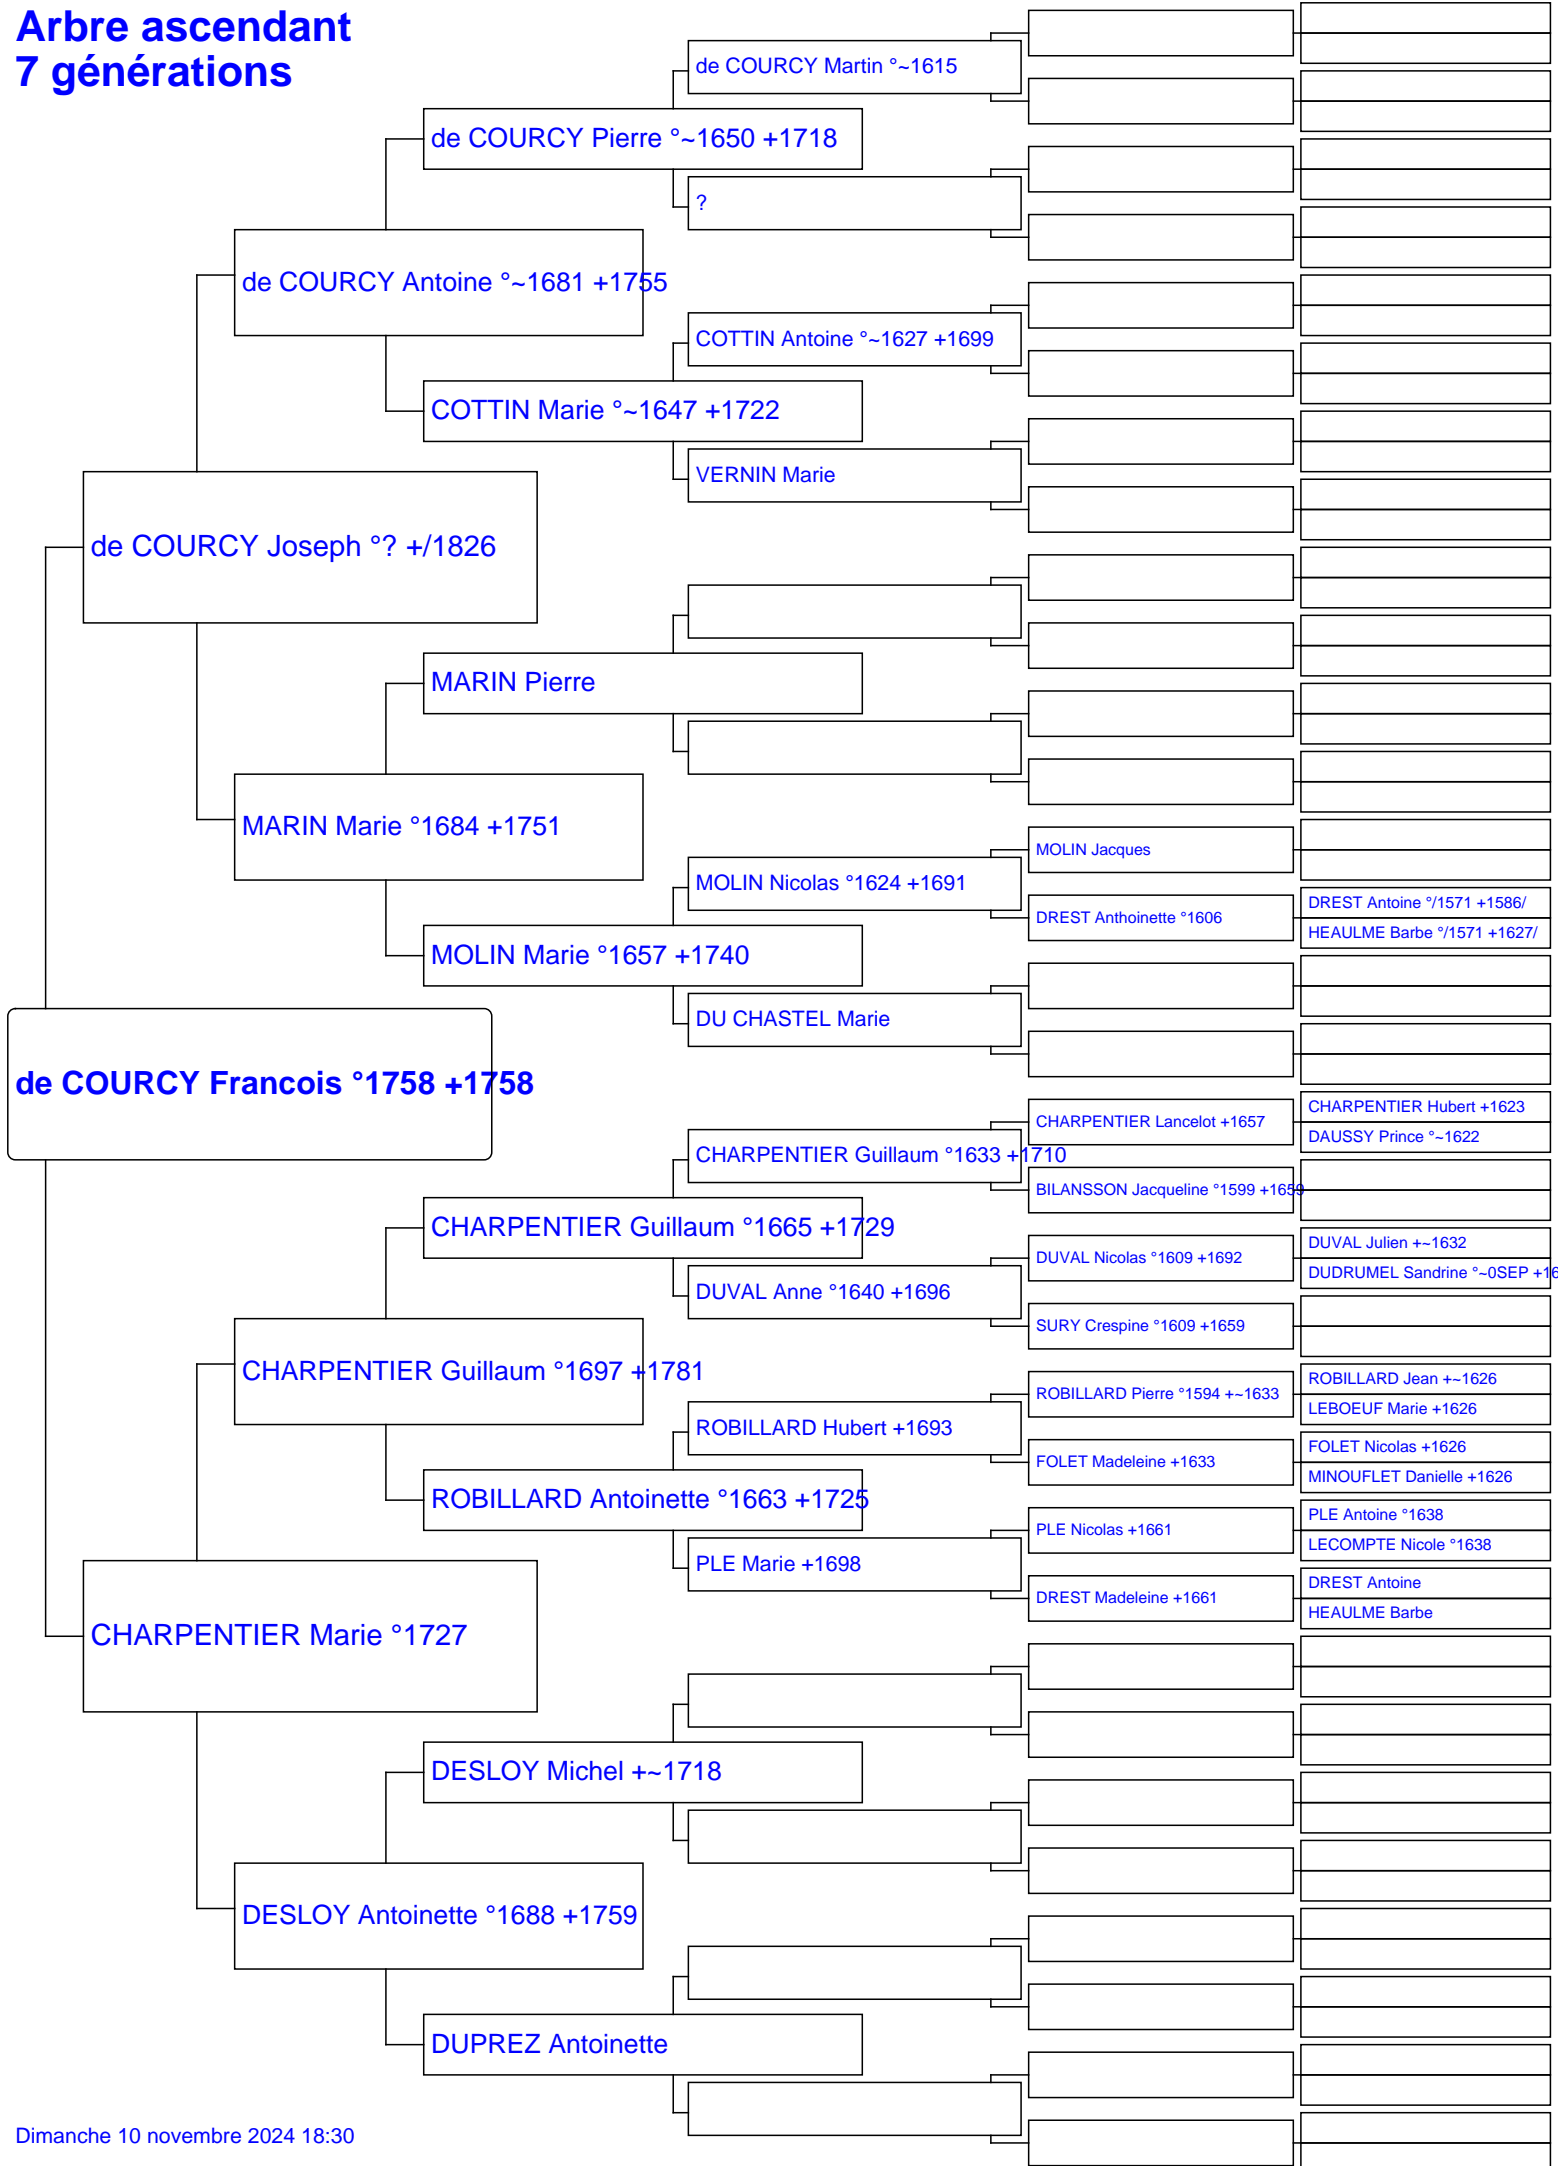 Arbre ascendant
7 générations
de COURCY Martin °~1615
de COURCY Pierre °~1650 +1718
?
de COURCY Antoine °~1681 +1755
COTTIN Antoine °~1627 +1699
COTTIN Marie °~1647 +1722
VERNIN Marie
de COURCY Joseph °? +/1826
MARIN Pierre
MARIN Marie °1684 +1751
MOLIN Jacques
MOLIN Nicolas °1624 +1691
DREST Antoine °/1571 +1586/
DREST Anthoinette °1606
HEAULME Barbe °/1571 +1627/
MOLIN Marie °1657 +1740
DU CHASTEL Marie
de COURCY Francois °1758 +1758
CHARPENTIER Hubert +1623
CHARPENTIER Lancelot +1657
DAUSSY Prince °~1622
CHARPENTIER Guillaum °1633 +1710
BILANSSON Jacqueline °1599 +1659
CHARPENTIER Guillaum °1665 +1729
DUVAL Julien +~1632
DUVAL Nicolas °1609 +1692
DUDRUMEL Sandrine °~0SEP +16
DUVAL Anne °1640 +1696
SURY Crespine °1609 +1659
CHARPENTIER Guillaum °1697 +1781
ROBILLARD Jean +~1626
ROBILLARD Pierre °1594 +~1633
LEBOEUF Marie +1626
ROBILLARD Hubert +1693
FOLET Nicolas +1626
FOLET Madeleine +1633
MINOUFLET Danielle +1626
ROBILLARD Antoinette °1663 +1725
PLE Antoine °1638
PLE Nicolas +1661
LECOMPTE Nicole °1638
PLE Marie +1698
DREST Antoine
DREST Madeleine +1661
HEAULME Barbe
CHARPENTIER Marie °1727
DESLOY Michel +~1718
DESLOY Antoinette °1688 +1759
DUPREZ Antoinette
Dimanche 10 novembre 2024 18:30